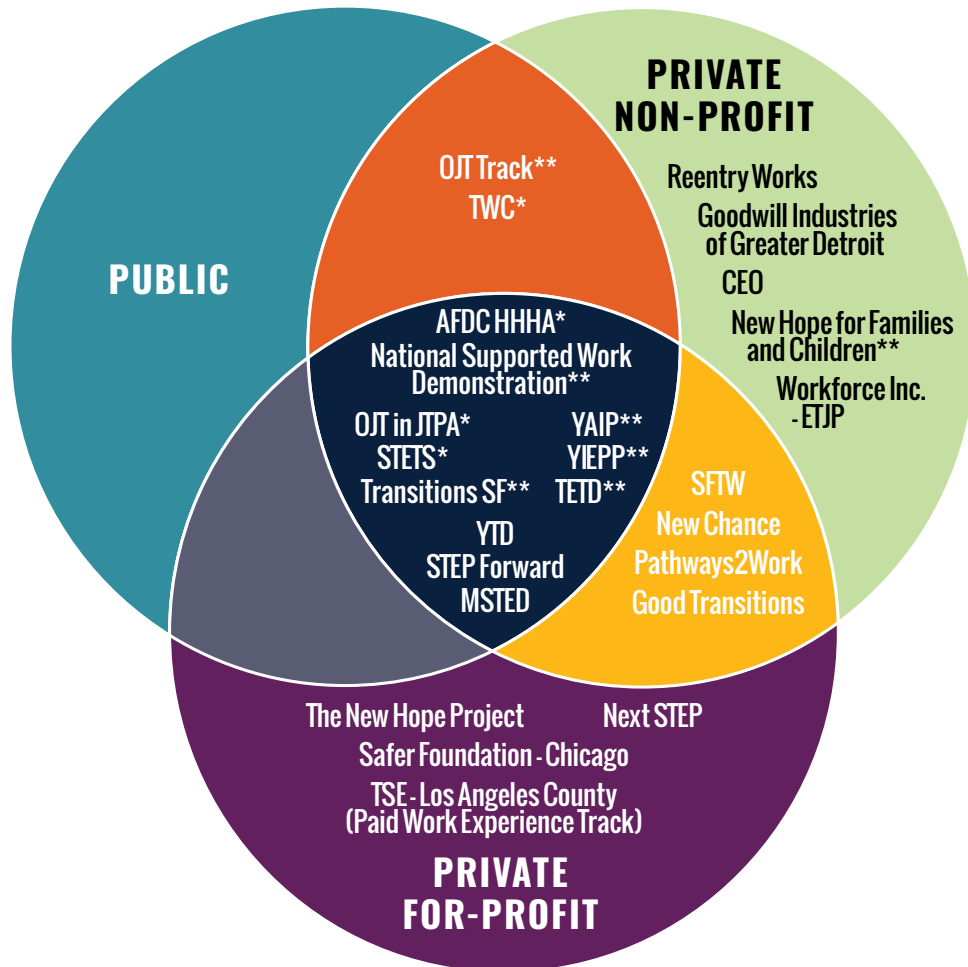 PRIVATE
NON-PROFIT
OJT Track**
TWC*
Reentry Works
Goodwill Industries
of Greater Detroit
CEO
New Hope for Families
and Children**
Workforce Inc.
- ETJP
PUBLIC
AFDC HHHA*
National Supported Work
Demonstration**
OJT in JTPA*
YAIP**
STETS*
YIEPP**
Transitions SF**
TETD**
YTD
STEP Forward
MSTED
SFTW
New Chance
Pathways2Work
Good Transitions
The New Hope Project
Next STEP
Safer Foundation - Chicago
TSE - Los Angeles County
(Paid Work Experience Track)
PRIVATE
FOR-PROFIT